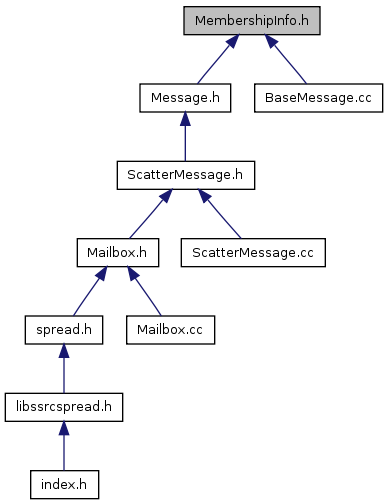 MembershipInfo.h
Message.h
BaseMessage.cc
ScatterMessage.h
Mailbox.h
ScatterMessage.cc
spread.h
Mailbox.cc
libssrcspread.h
index.h